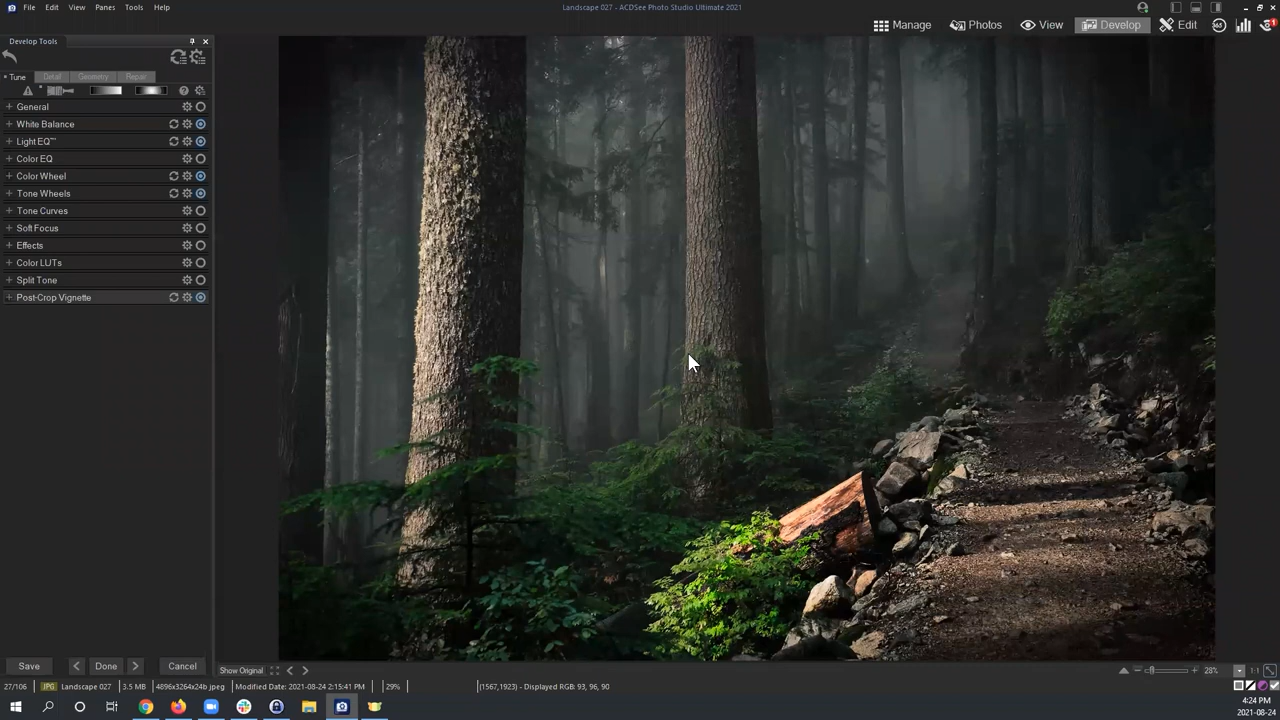 File Edit View Panes Tools Help
Landscape 027 - ACDSee Photo Studio Ultimate 2021
Manage Photos View Develop Edit 365
Develop Tools
Tune Detail Geometry Repair
General
White Balance
Light EQ™
Color EQ
Color Wheel
Tone Wheels
Tone Curves
Soft Focus
Effects
Color LUTs
Split Tone
Post-Crop Vignette
Save Done Cancel
Show Original
28% 1:1
27/106 JPG Landscape 027 3.5 MB 4896x3264x24b jpeg Modified Date: 2021-08-24 2:15:41 PM 29% (1567,1923) - Displayed RGB: 93, 96, 90
4:24 PM
2021-08-24